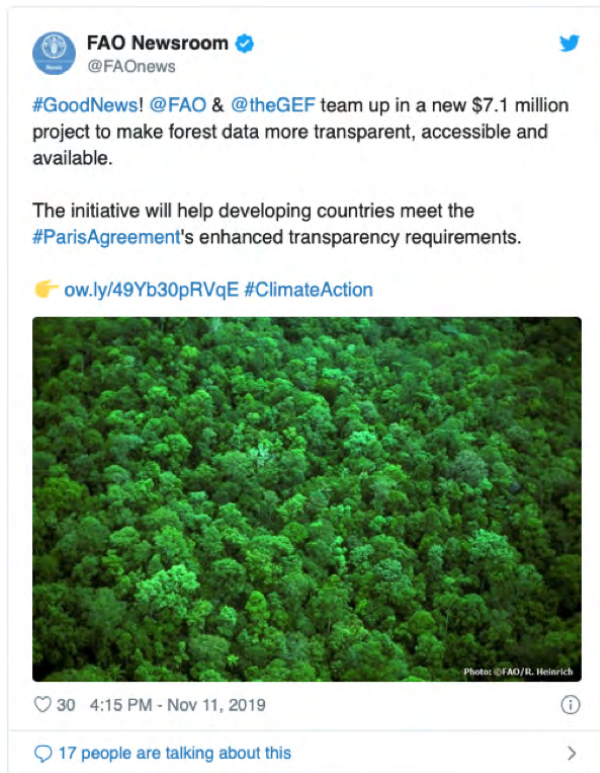 FAO Newsroom
@FAOnews
#GoodNews! @FAO & @theGEF team up in a new $7.1 million
project to make forest data more transparent, accessible and
available.
The initiative will help developing countries meet the
#ParisAgreement's enhanced transparency requirements.
👉 ow.ly/49Yb30pRVqE #ClimateAction
Photo: ©FAO/R. Heinrich
30 4:15 PM - Nov 11, 2019
17 people are talking about this